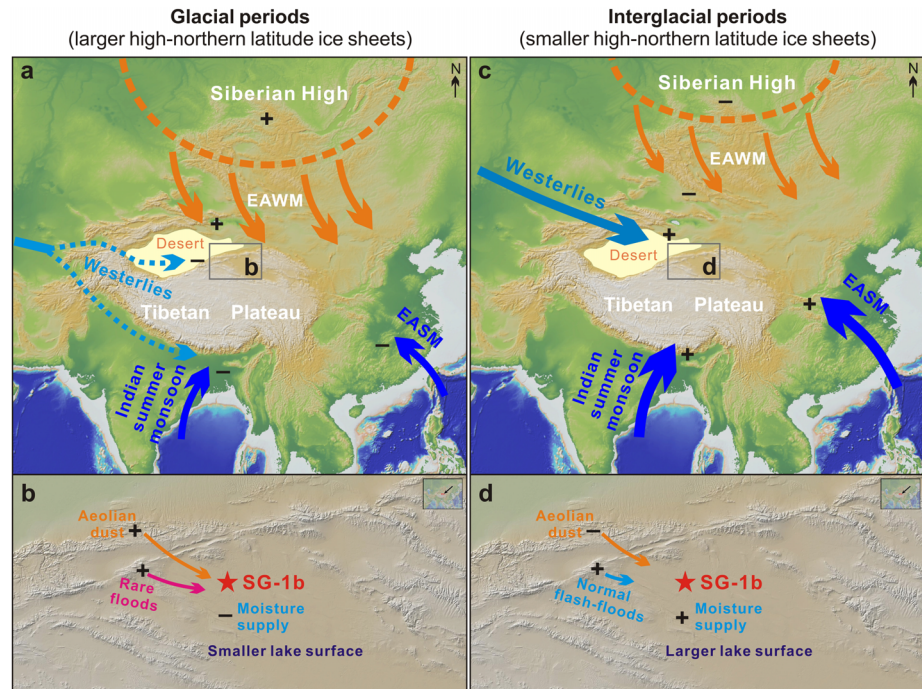 Glacial periods
(larger high-northern latitude ice sheets)
a
N
Siberian High
+
EAWM
+
Desert
−
b
Westerlies
Tibetan Plateau
EASM
−
−
Indian
summer
monsoon
b
Aeolian
dust
+
+
Rare
floods
SG-1b
−
Moisture
supply
Smaller lake surface
Interglacial periods
(smaller high-northern latitude ice sheets)
c
N
Siberian High
−
EAWM
−
Westerlies
+
Desert
d
Tibetan Plateau
+
EASM
+
Indian
summer
monsoon
d
Aeolian
dust
−
+
Normal
flash-floods
SG-1b
+
Moisture
supply
Larger lake surface